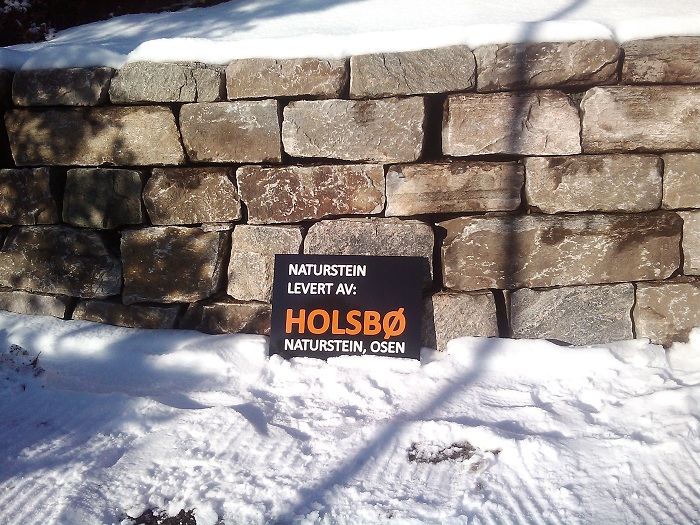 NATURSTEIN
LEVERT AV:
HOLSBØ
NATURSTEIN, OSEN